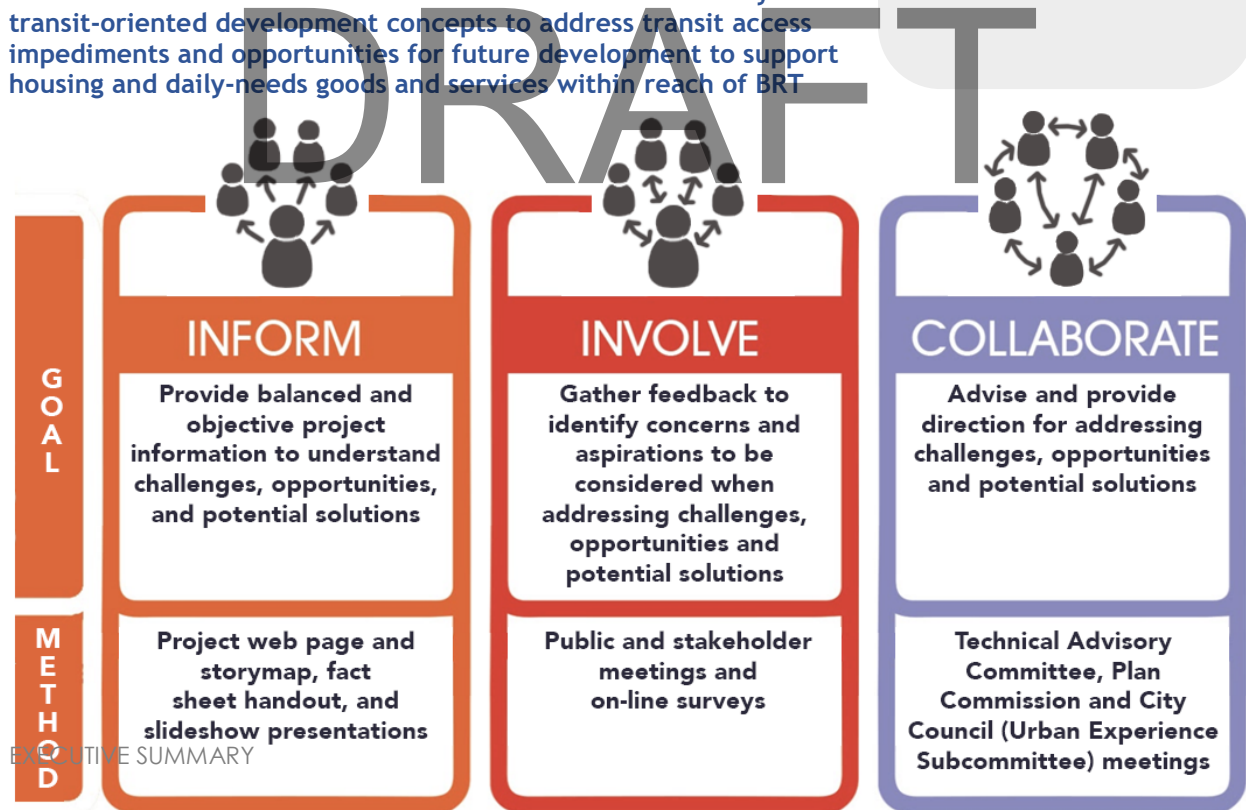 transit-oriented development concepts to address transit access
impediments and opportunities for future development to support
housing and daily-needs goods and services within reach of BRT
DRAFT
GOAL
INFORM
Provide balanced and
objective project
information to understand
challenges, opportunities,
and potential solutions
INVOLVE
Gather feedback to
identify concerns and
aspirations to be
considered when
addressing challenges,
opportunities and
potential solutions
COLLABORATE
Advise and provide
direction for addressing
challenges, opportunities
and potential solutions
METHOD
Project web page and
storymap, fact
sheet handout, and
slideshow presentations
Public and stakeholder
meetings and
on-line surveys
Technical Advisory
Committee, Plan
Commission and City
Council (Urban Experience
Subcommittee) meetings
EXECUTIVE SUMMARY